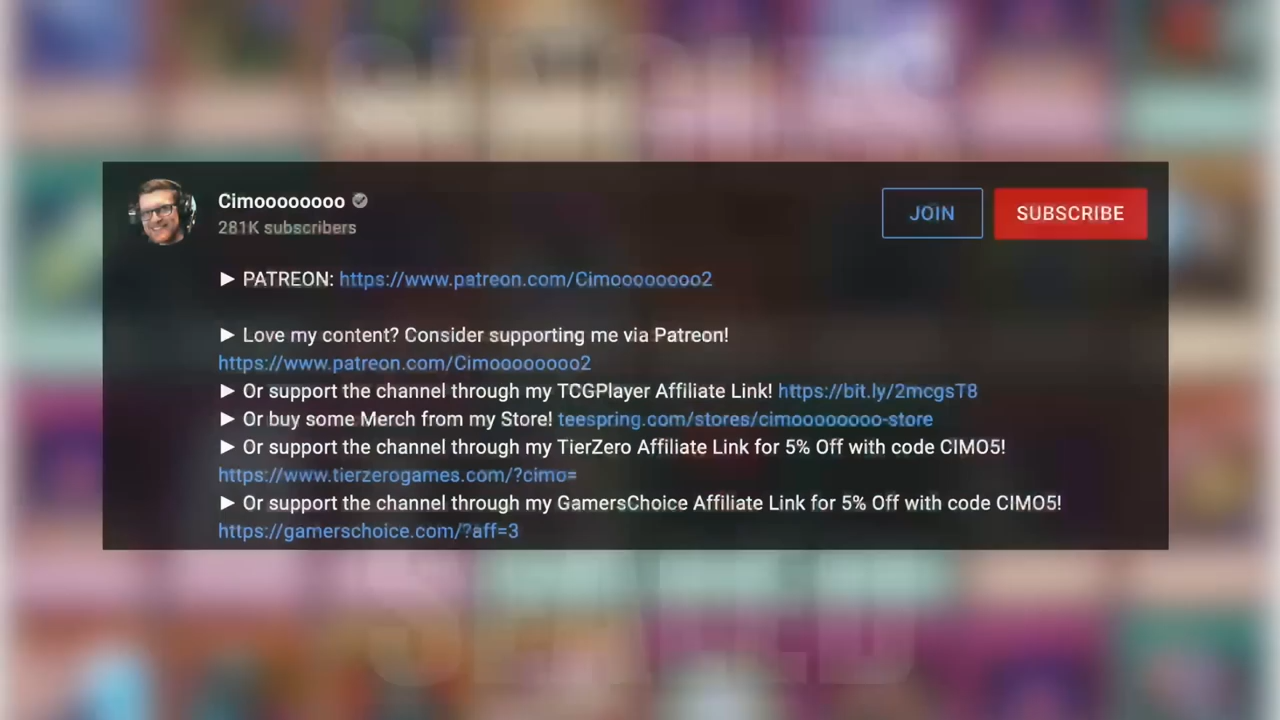 Cimoooooooo
281K subscribers
JOIN
SUBSCRIBE
► PATREON: https://www.patreon.com/Cimoooooooo2
► Love my content? Consider supporting me via Patreon!
https://www.patreon.com/Cimoooooooo2
► Or support the channel through my TCGPlayer Affiliate Link! https://bit.ly/2mcgsT8
► Or buy some Merch from my Store! teespring.com/stores/cimoooooooo-store
► Or support the channel through my TierZero Affiliate Link for 5% Off with code CIMO5!
https://www.tierzerogames.com/?cimo=
► Or support the channel through my GamersChoice Affiliate Link for 5% Off with code CIMO5!
https://gamerschoice.com/?aff=3